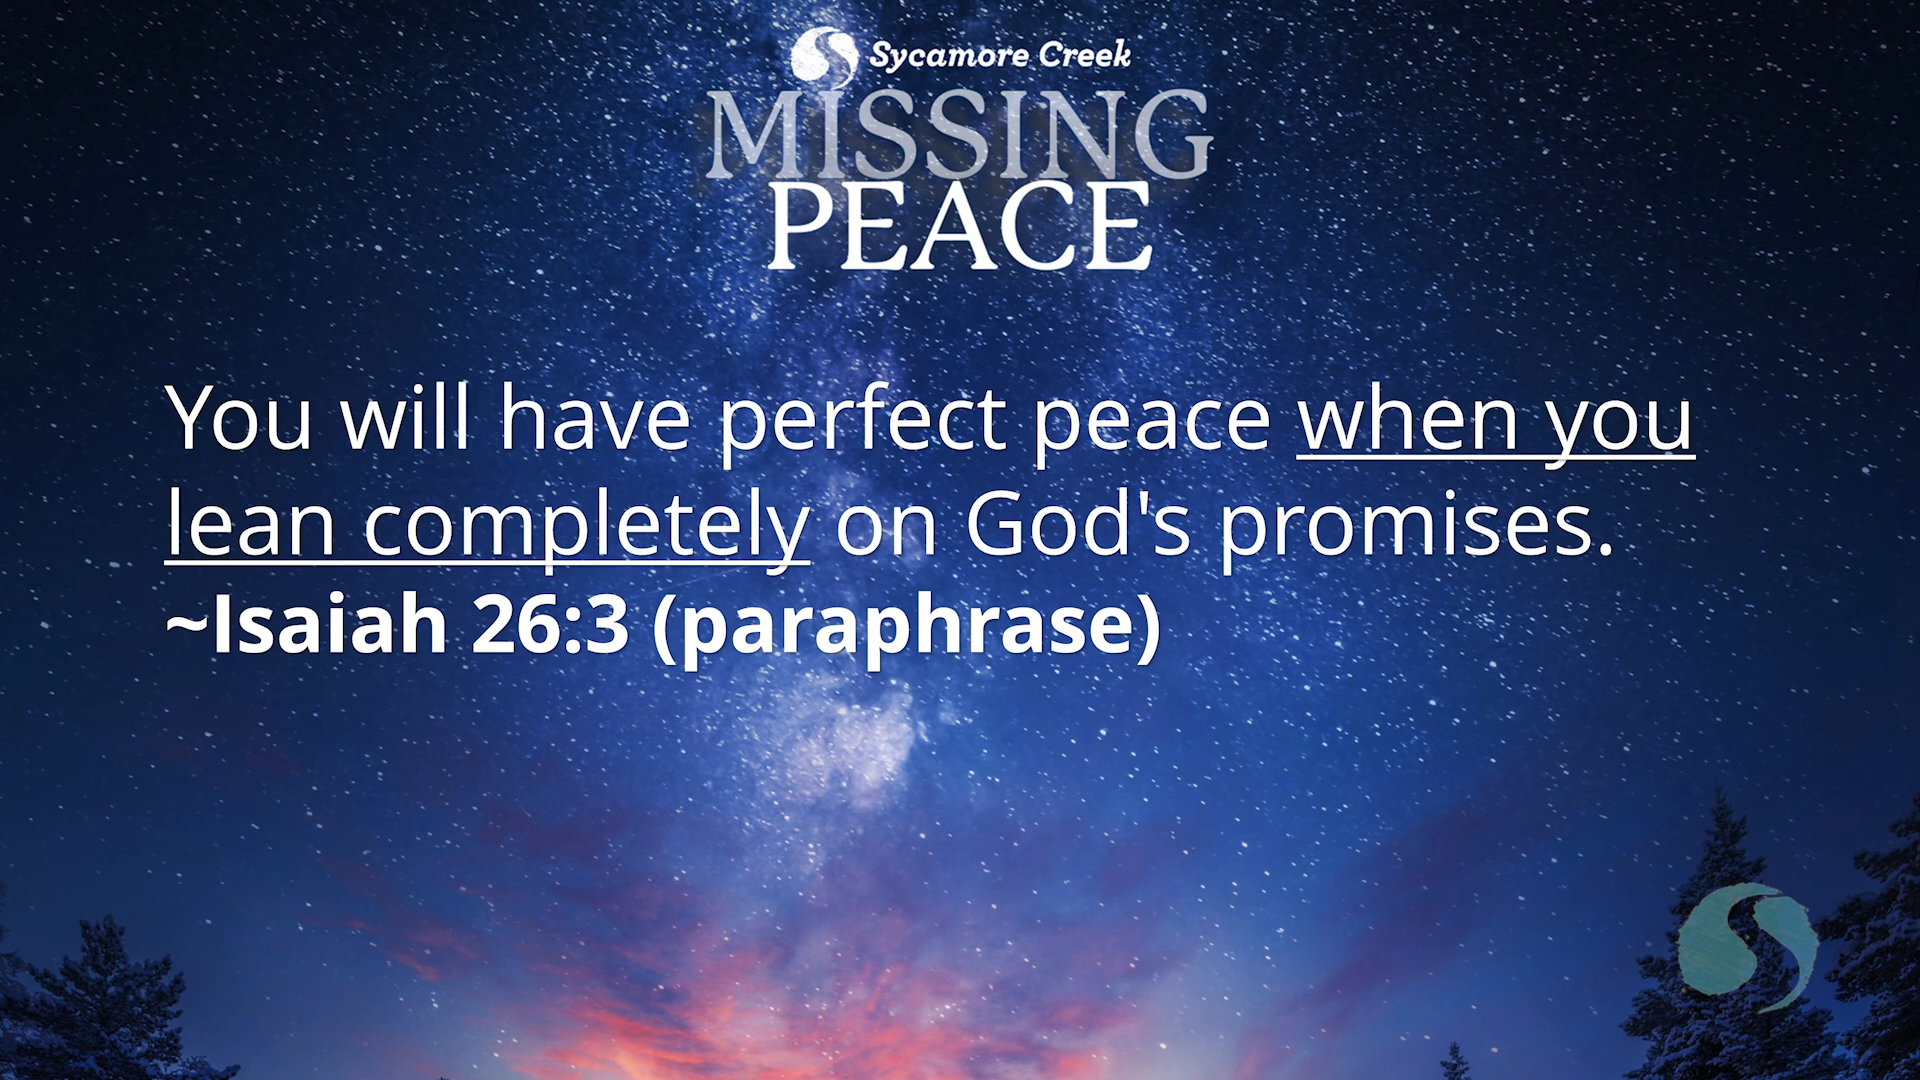 Sycamore Creek
MISSING
PEACE
You will have perfect peace when you
lean completely on God's promises.
~Isaiah 26:3 (paraphrase)